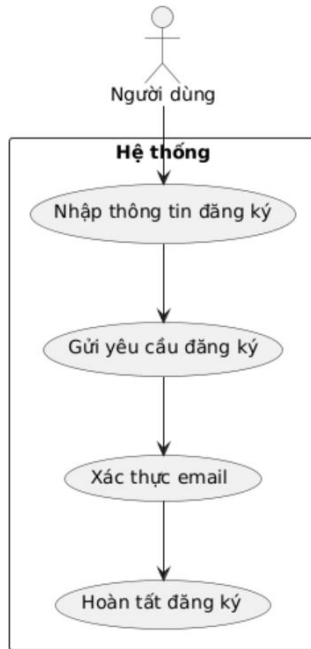 Người dùng
Hệ thống
Nhập thông tin đăng ký
Gửi yêu cầu đăng ký
Xác thực email
Hoàn tất đăng ký